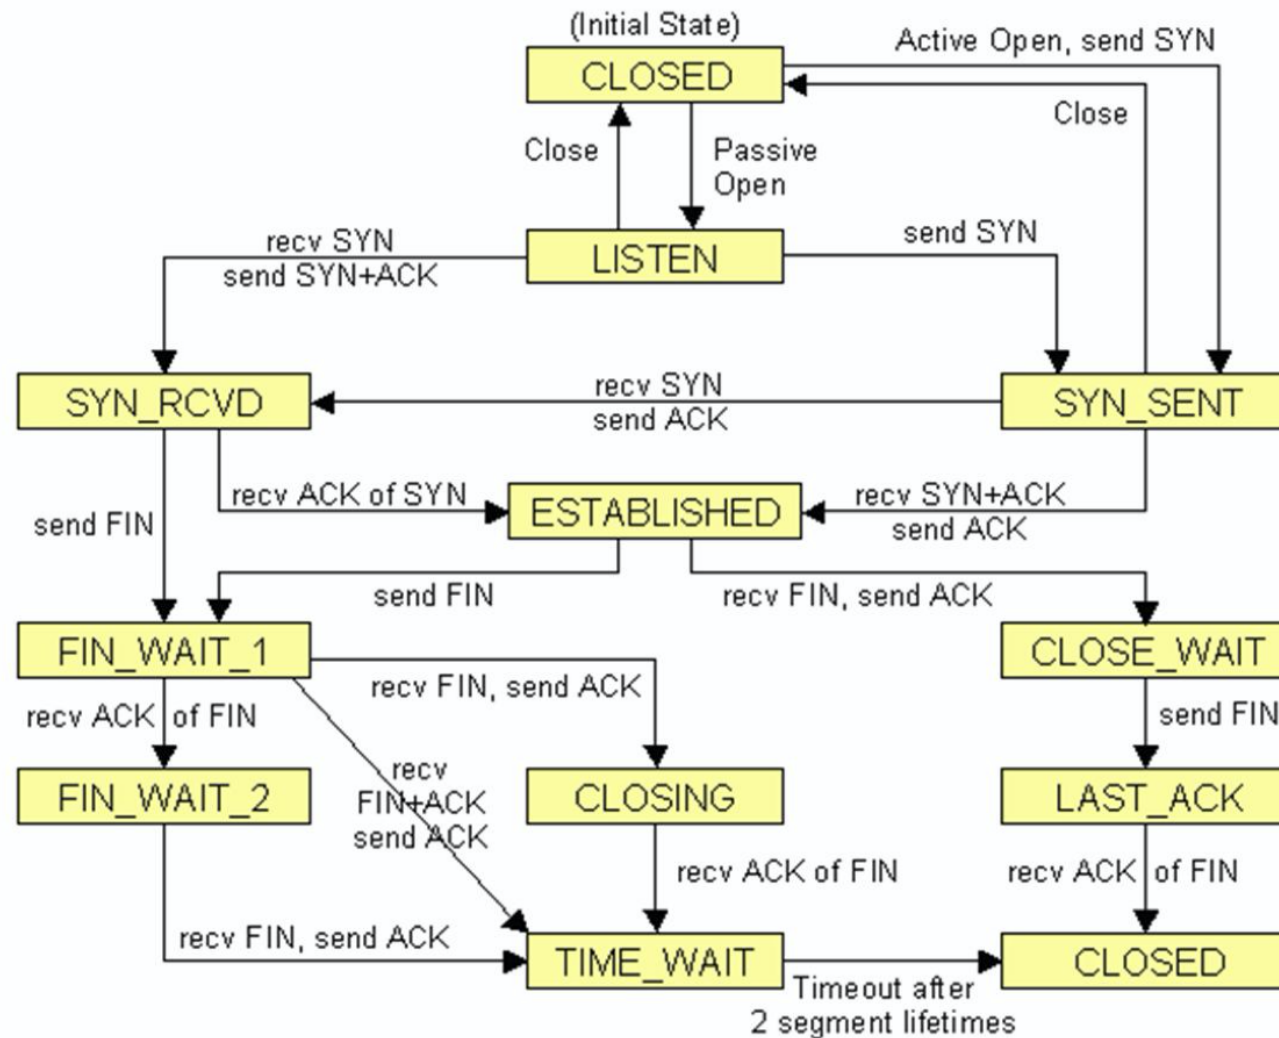 (Initial State)
CLOSED
Active Open, send SYN
Close
Close
Passive
Open
LISTEN
recv SYN
send SYN+ACK
send SYN
SYN_RCVD
recv SYN
send ACK
SYN_SENT
recv ACK of SYN
ESTABLISHED
recv SYN+ACK
send ACK
send FIN
send FIN
recv FIN, send ACK
FIN_WAIT_1
CLOSE_WAIT
recv FIN, send ACK
recv ACK of FIN
send FIN
FIN_WAIT_2
recv
FIN+ACK
send ACK
CLOSING
LAST_ACK
recv ACK of FIN
recv ACK of FIN
recv FIN, send ACK
TIME_WAIT
CLOSED
Timeout after
2 segment lifetimes